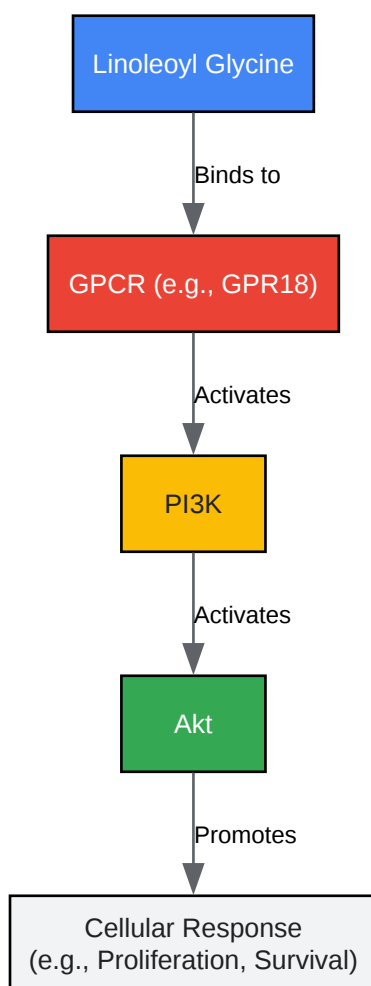 Linoleoyl Glycine
Binds to
GPCR (e.g., GPR18)
Activates
PI3K
Activates
Akt
Promotes
Cellular Response
(e.g., Proliferation, Survival)